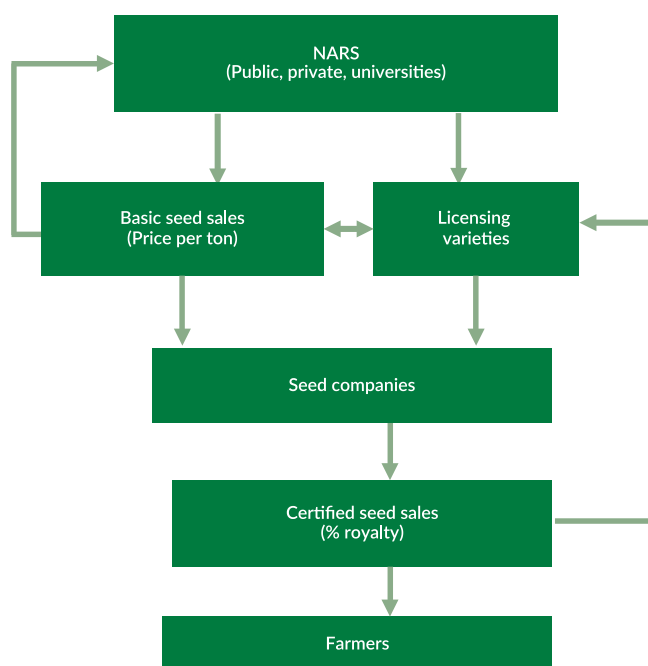 NARS
(Public, private, universities)
Basic seed sales
(Price per ton)
Licensing
varieties
Seed companies
Certified seed sales
(% royalty)
Farmers